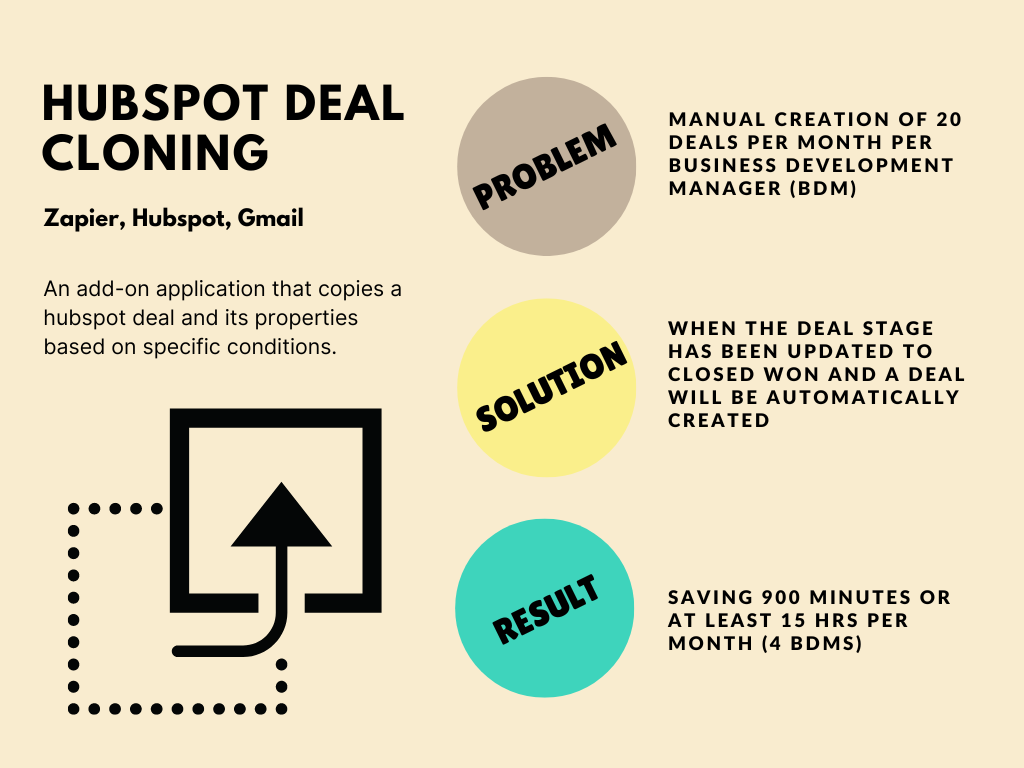 HUBSPOT DEAL
CLONING
Zapier, Hubspot, Gmail
An add-on application that copies a
hubspot deal and its properties
based on specific conditions.
PROBLEM
MANUAL CREATION OF 20
DEALS PER MONTH PER
BUSINESS DEVELOPMENT
MANAGER (BDM)
SOLUTION
WHEN THE DEAL STAGE
HAS BEEN UPDATED TO
CLOSED WON AND A DEAL
WILL BE AUTOMATICALLY
CREATED
RESULT
SAVING 900 MINUTES OR
AT LEAST 15 HRS PER
MONTH (4 BDMS)